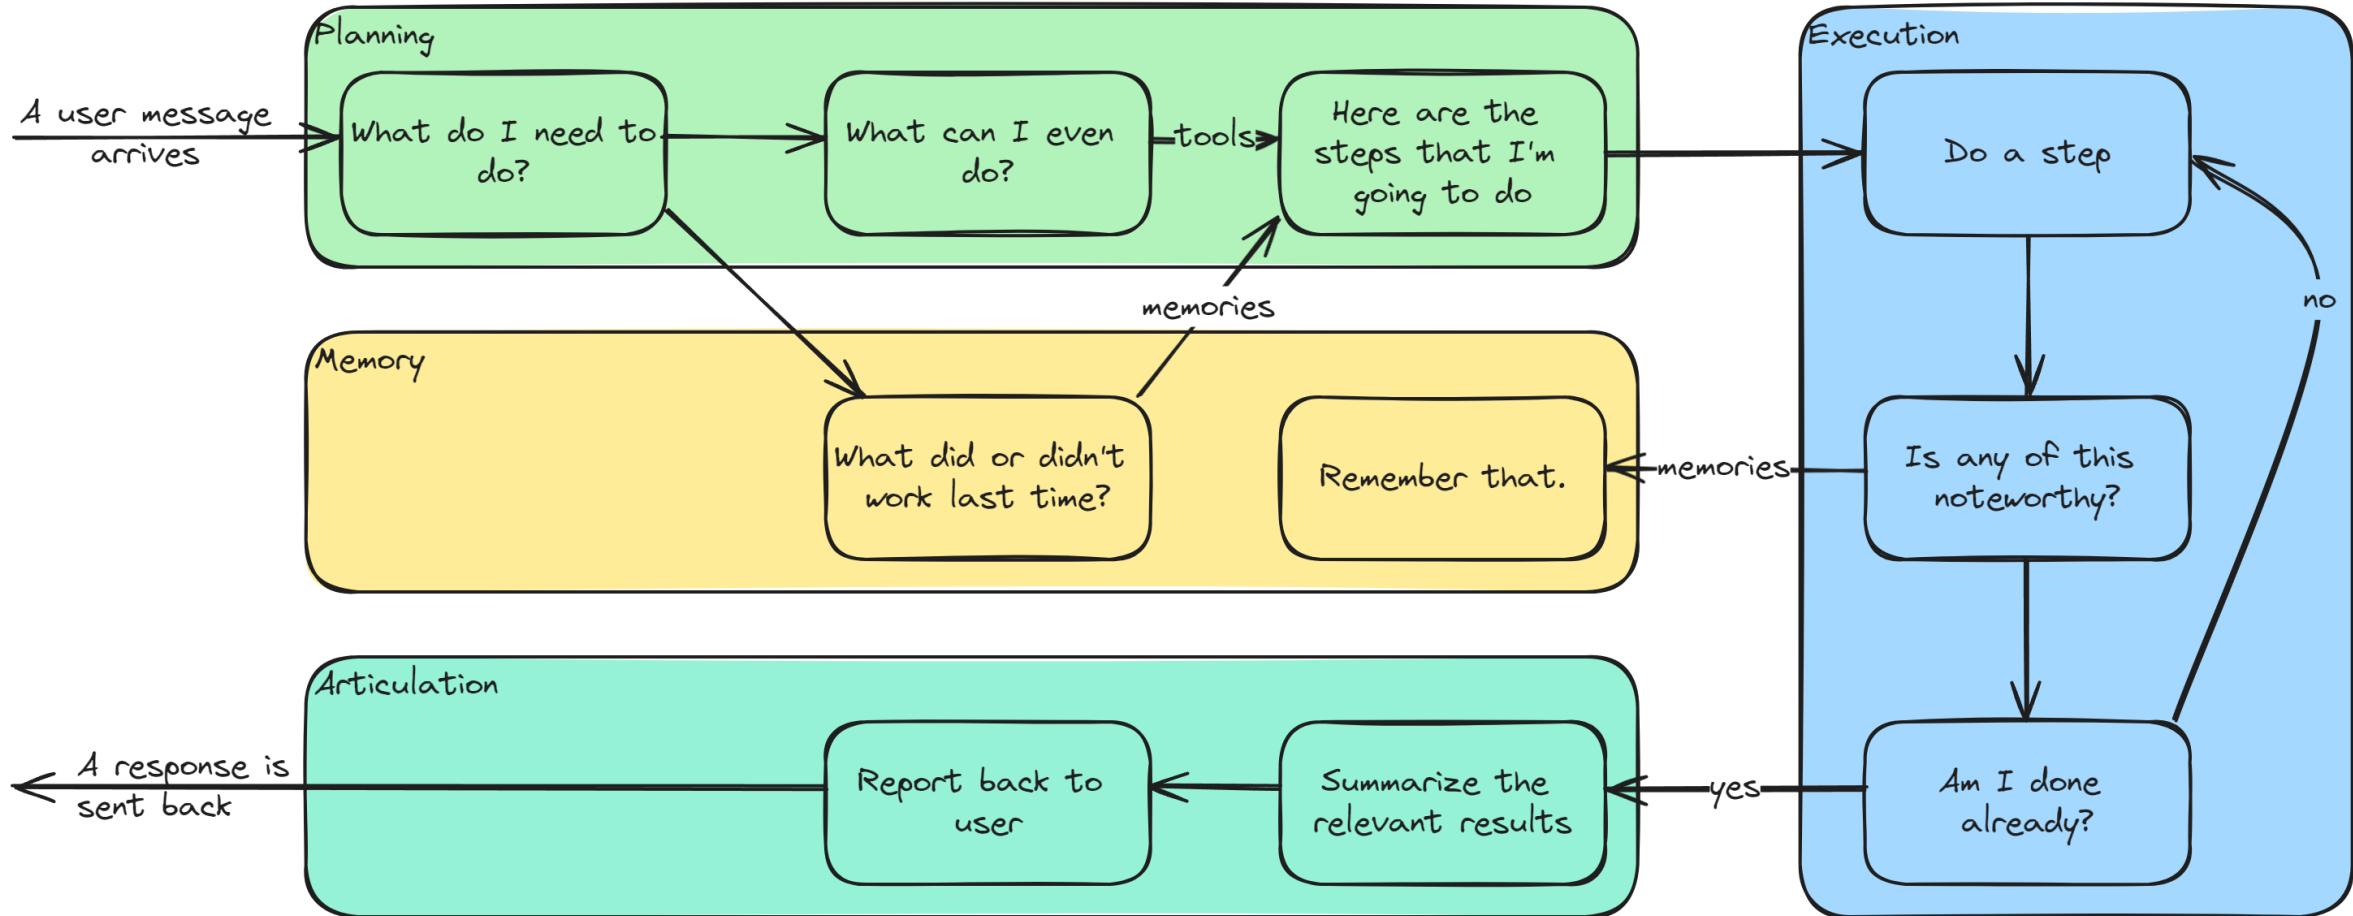 Planning
Execution
A user message
arrives
What do I need to
do?
What can I even
do?
tools
Here are the
steps that I'm
going to do
Do a step
no
memories
Memory
What did or didn't
work last time?
Remember that.
memories
Is any of this
noteworthy?
Articulation
A response is
sent back
Report back to
user
Summarize the
relevant results
yes
Am I done
already?